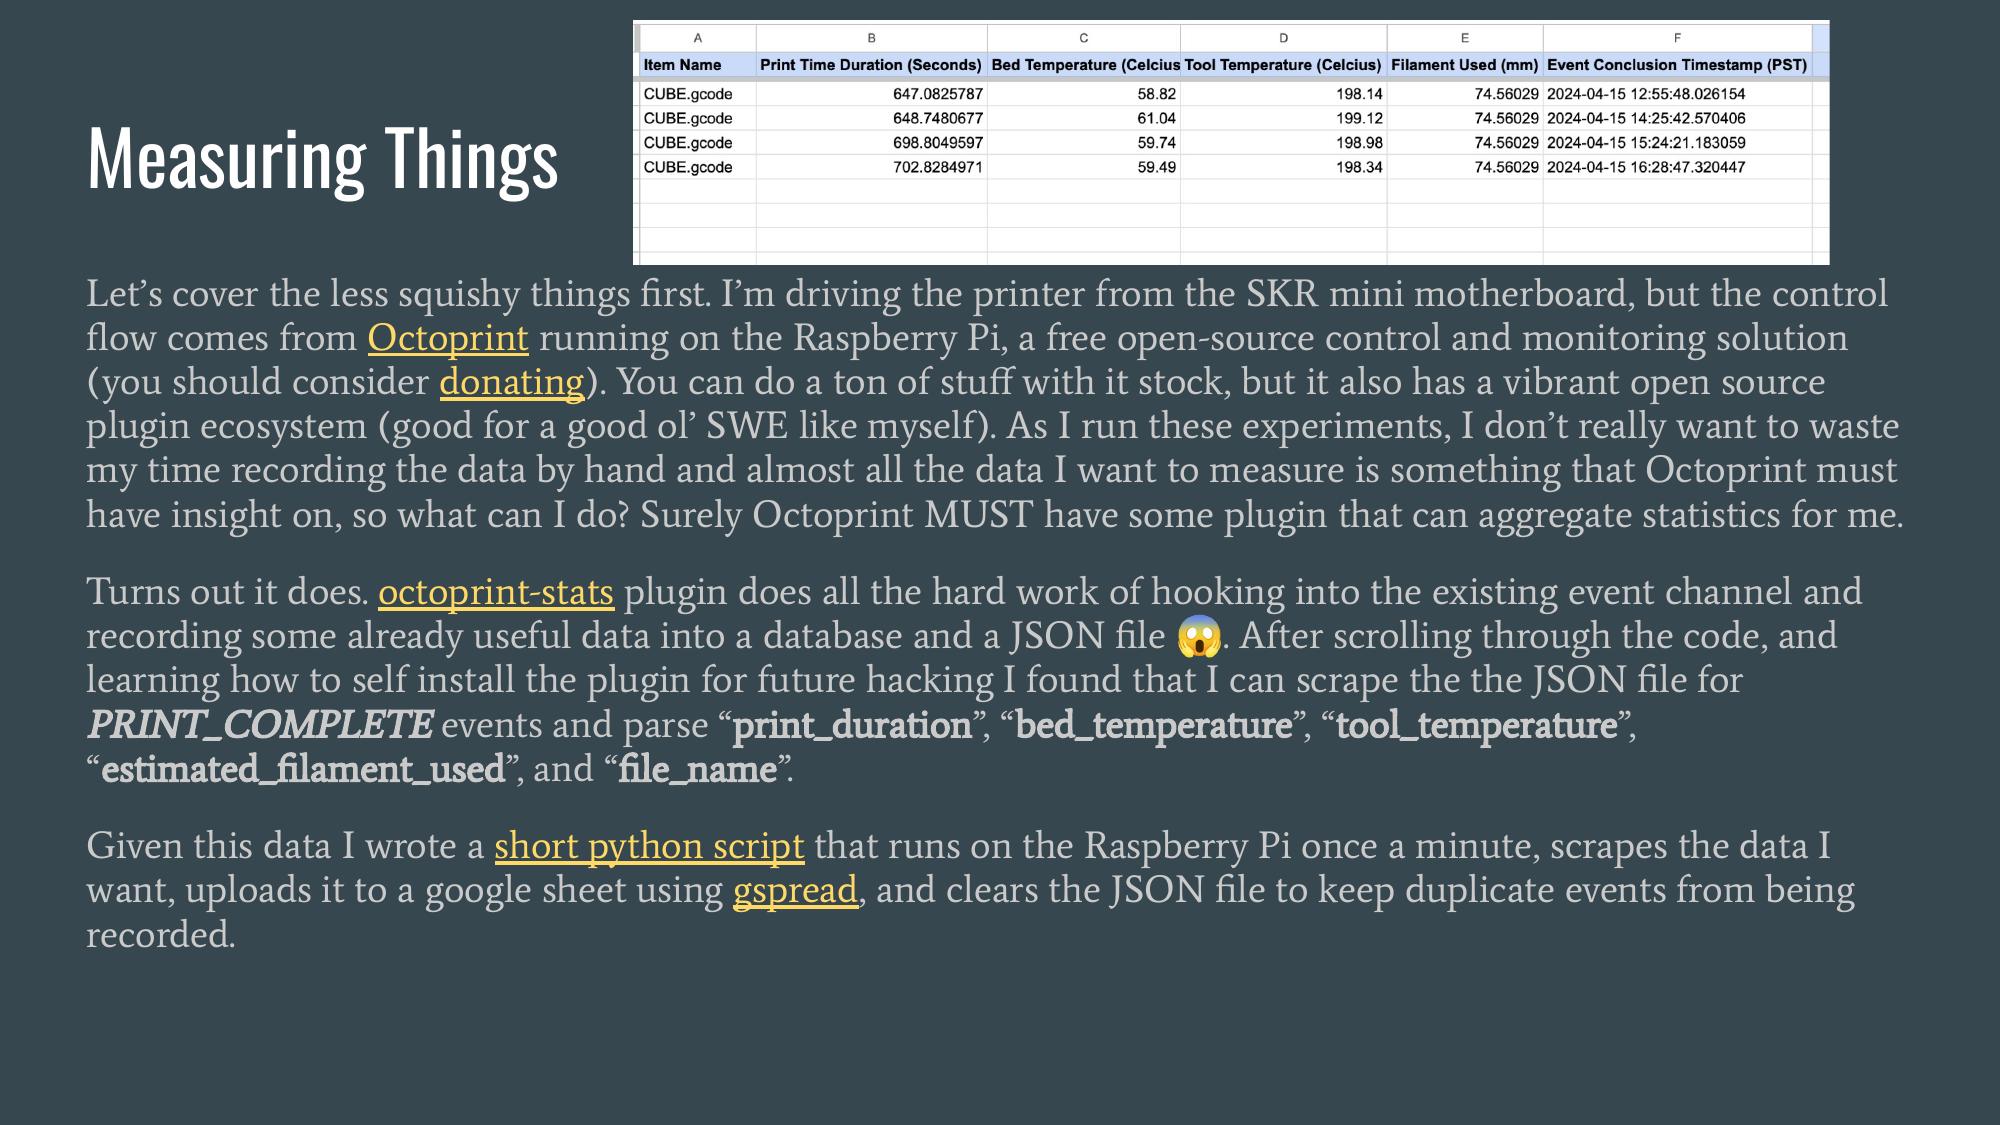 A B C D E F
Item Name Print Time Duration (Seconds) Bed Temperature (Celcius Tool Temperature (Celcius) Filament Used (mm) Event Conclusion Timestamp (PST)
CUBE.gcode 647.0825787 58.82 198.14 74.56029 2024-04-15 12:55:48.026154
CUBE.gcode 648.7480677 61.04 199.12 74.56029 2024-04-15 14:25:42.570406
CUBE.gcode 698.8049597 59.74 198.98 74.56029 2024-04-15 15:24:21.183059
CUBE.gcode 702.8284971 59.49 198.34 74.56029 2024-04-15 16:28:47.320447
Measuring Things
Let’s cover the less squishy things first. I’m driving the printer from the SKR mini motherboard, but the control
flow comes from Octoprint running on the Raspberry Pi, a free open-source control and monitoring solution
(you should consider donating). You can do a ton of stuff with it stock, but it also has a vibrant open source
plugin ecosystem (good for a good ol’ SWE like myself). As I run these experiments, I don’t really want to waste
my time recording the data by hand and almost all the data I want to measure is something that Octoprint must
have insight on, so what can I do? Surely Octoprint MUST have some plugin that can aggregate statistics for me.
Turns out it does. octoprint-stats plugin does all the hard work of hooking into the existing event channel and
recording some already useful data into a database and a JSON file 😱. After scrolling through the code, and
learning how to self install the plugin for future hacking I found that I can scrape the the JSON file for
PRINT_COMPLETE events and parse “print_duration”, “bed_temperature”, “tool_temperature”,
“estimated_filament_used”, and “file_name”.
Given this data I wrote a short python script that runs on the Raspberry Pi once a minute, scrapes the data I
want, uploads it to a google sheet using gspread, and clears the JSON file to keep duplicate events from being
recorded.